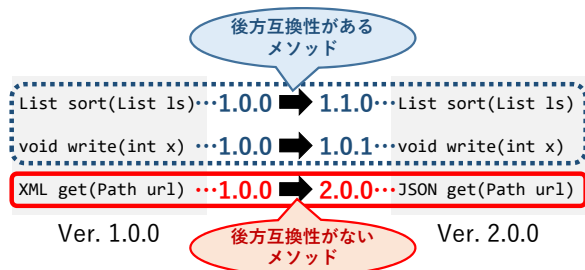 後方互換性がある
メソッド
List sort(List ls)…1.0.0 1.1.0…List sort(List ls)
void write(int x)…1.0.0 1.0.1…void write(int x)
XML get(Path url)…1.0.0 2.0.0…JSON get(Path url)
Ver. 1.0.0
後方互換性がない
メソッド
Ver. 2.0.0